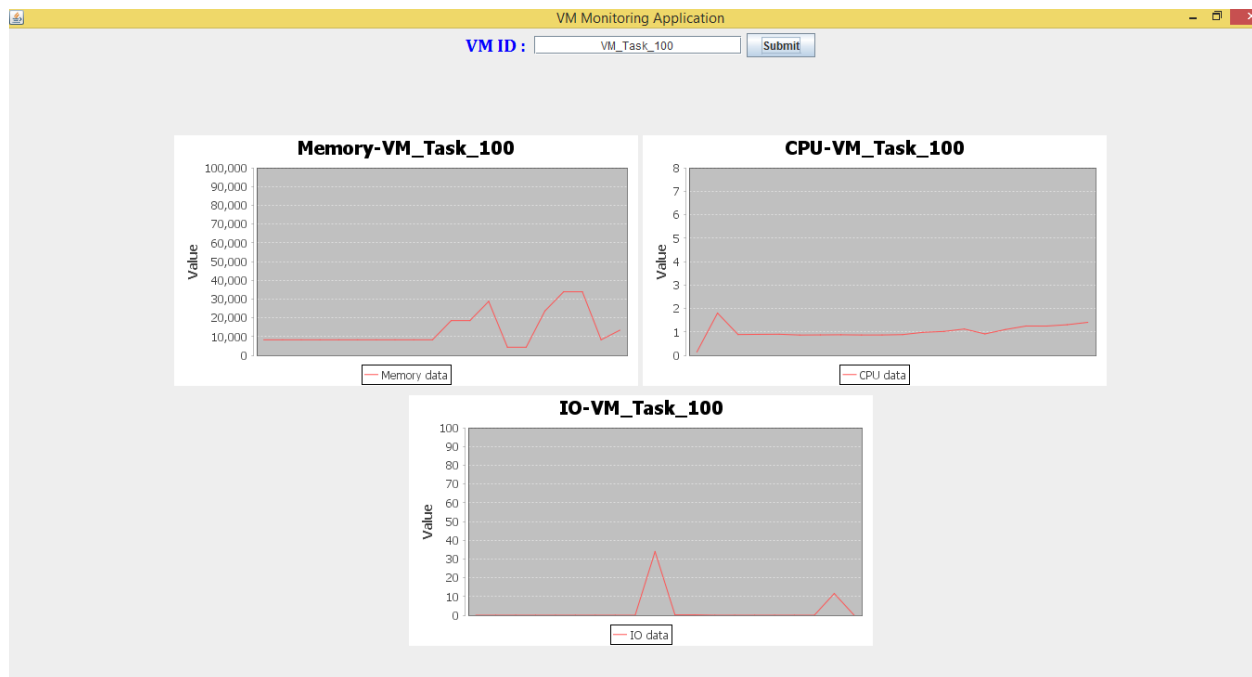 VM Monitoring Application
VM ID : VM_Task_100 Submit
Memory-VM_Task_100
100,000
90,000
80,000
70,000
60,000
50,000
40,000
30,000
20,000
10,000
0
Value
Memory data
CPU-VM_Task_100
8
7
6
5
4
3
2
1
0
Value
CPU data
IO-VM_Task_100
100
90
80
70
60
50
40
30
20
10
0
Value
IO data